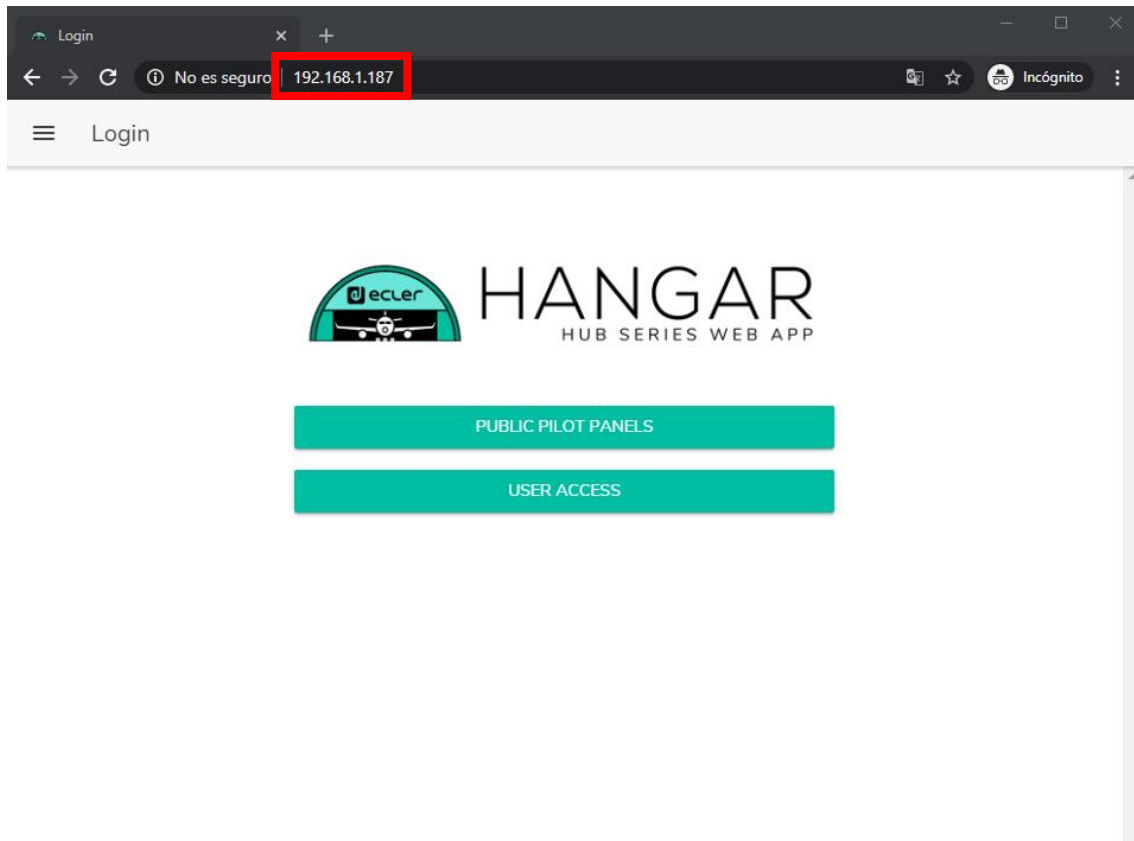 Login
No es seguro
192.168.1.187
Incógnito
Login
ecler
HANGAR
HUB SERIES WEB APP
PUBLIC PILOT PANELS
USER ACCESS